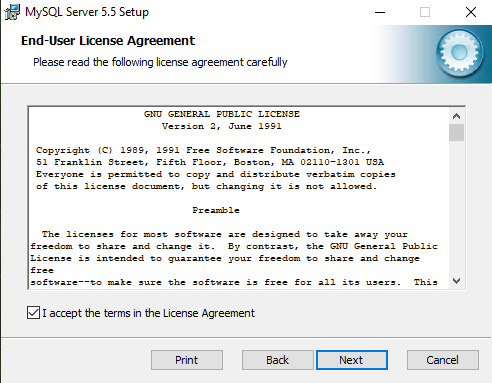 MySQL Server 5.5 Setup
End-User License Agreement
Please read the following license agreement carefully
GNU GENERAL PUBLIC LICENSE
Version 2, June 1991
Copyright (C) 1989, 1991 Free Software Foundation, Inc.,
51 Franklin Street, Fifth Floor, Boston, MA 02110-1301 USA
Everyone is permitted to copy and distribute verbatim copies
of this license document, but changing it is not allowed.
Preamble
The licenses for most software are designed to take away your
freedom to share and change it.  By contrast, the GNU General Public
License is intended to guarantee your freedom to share and change
free
software--to make sure the software is free for all its users.  This
I accept the terms in the License Agreement
Print
Back
Next
Cancel